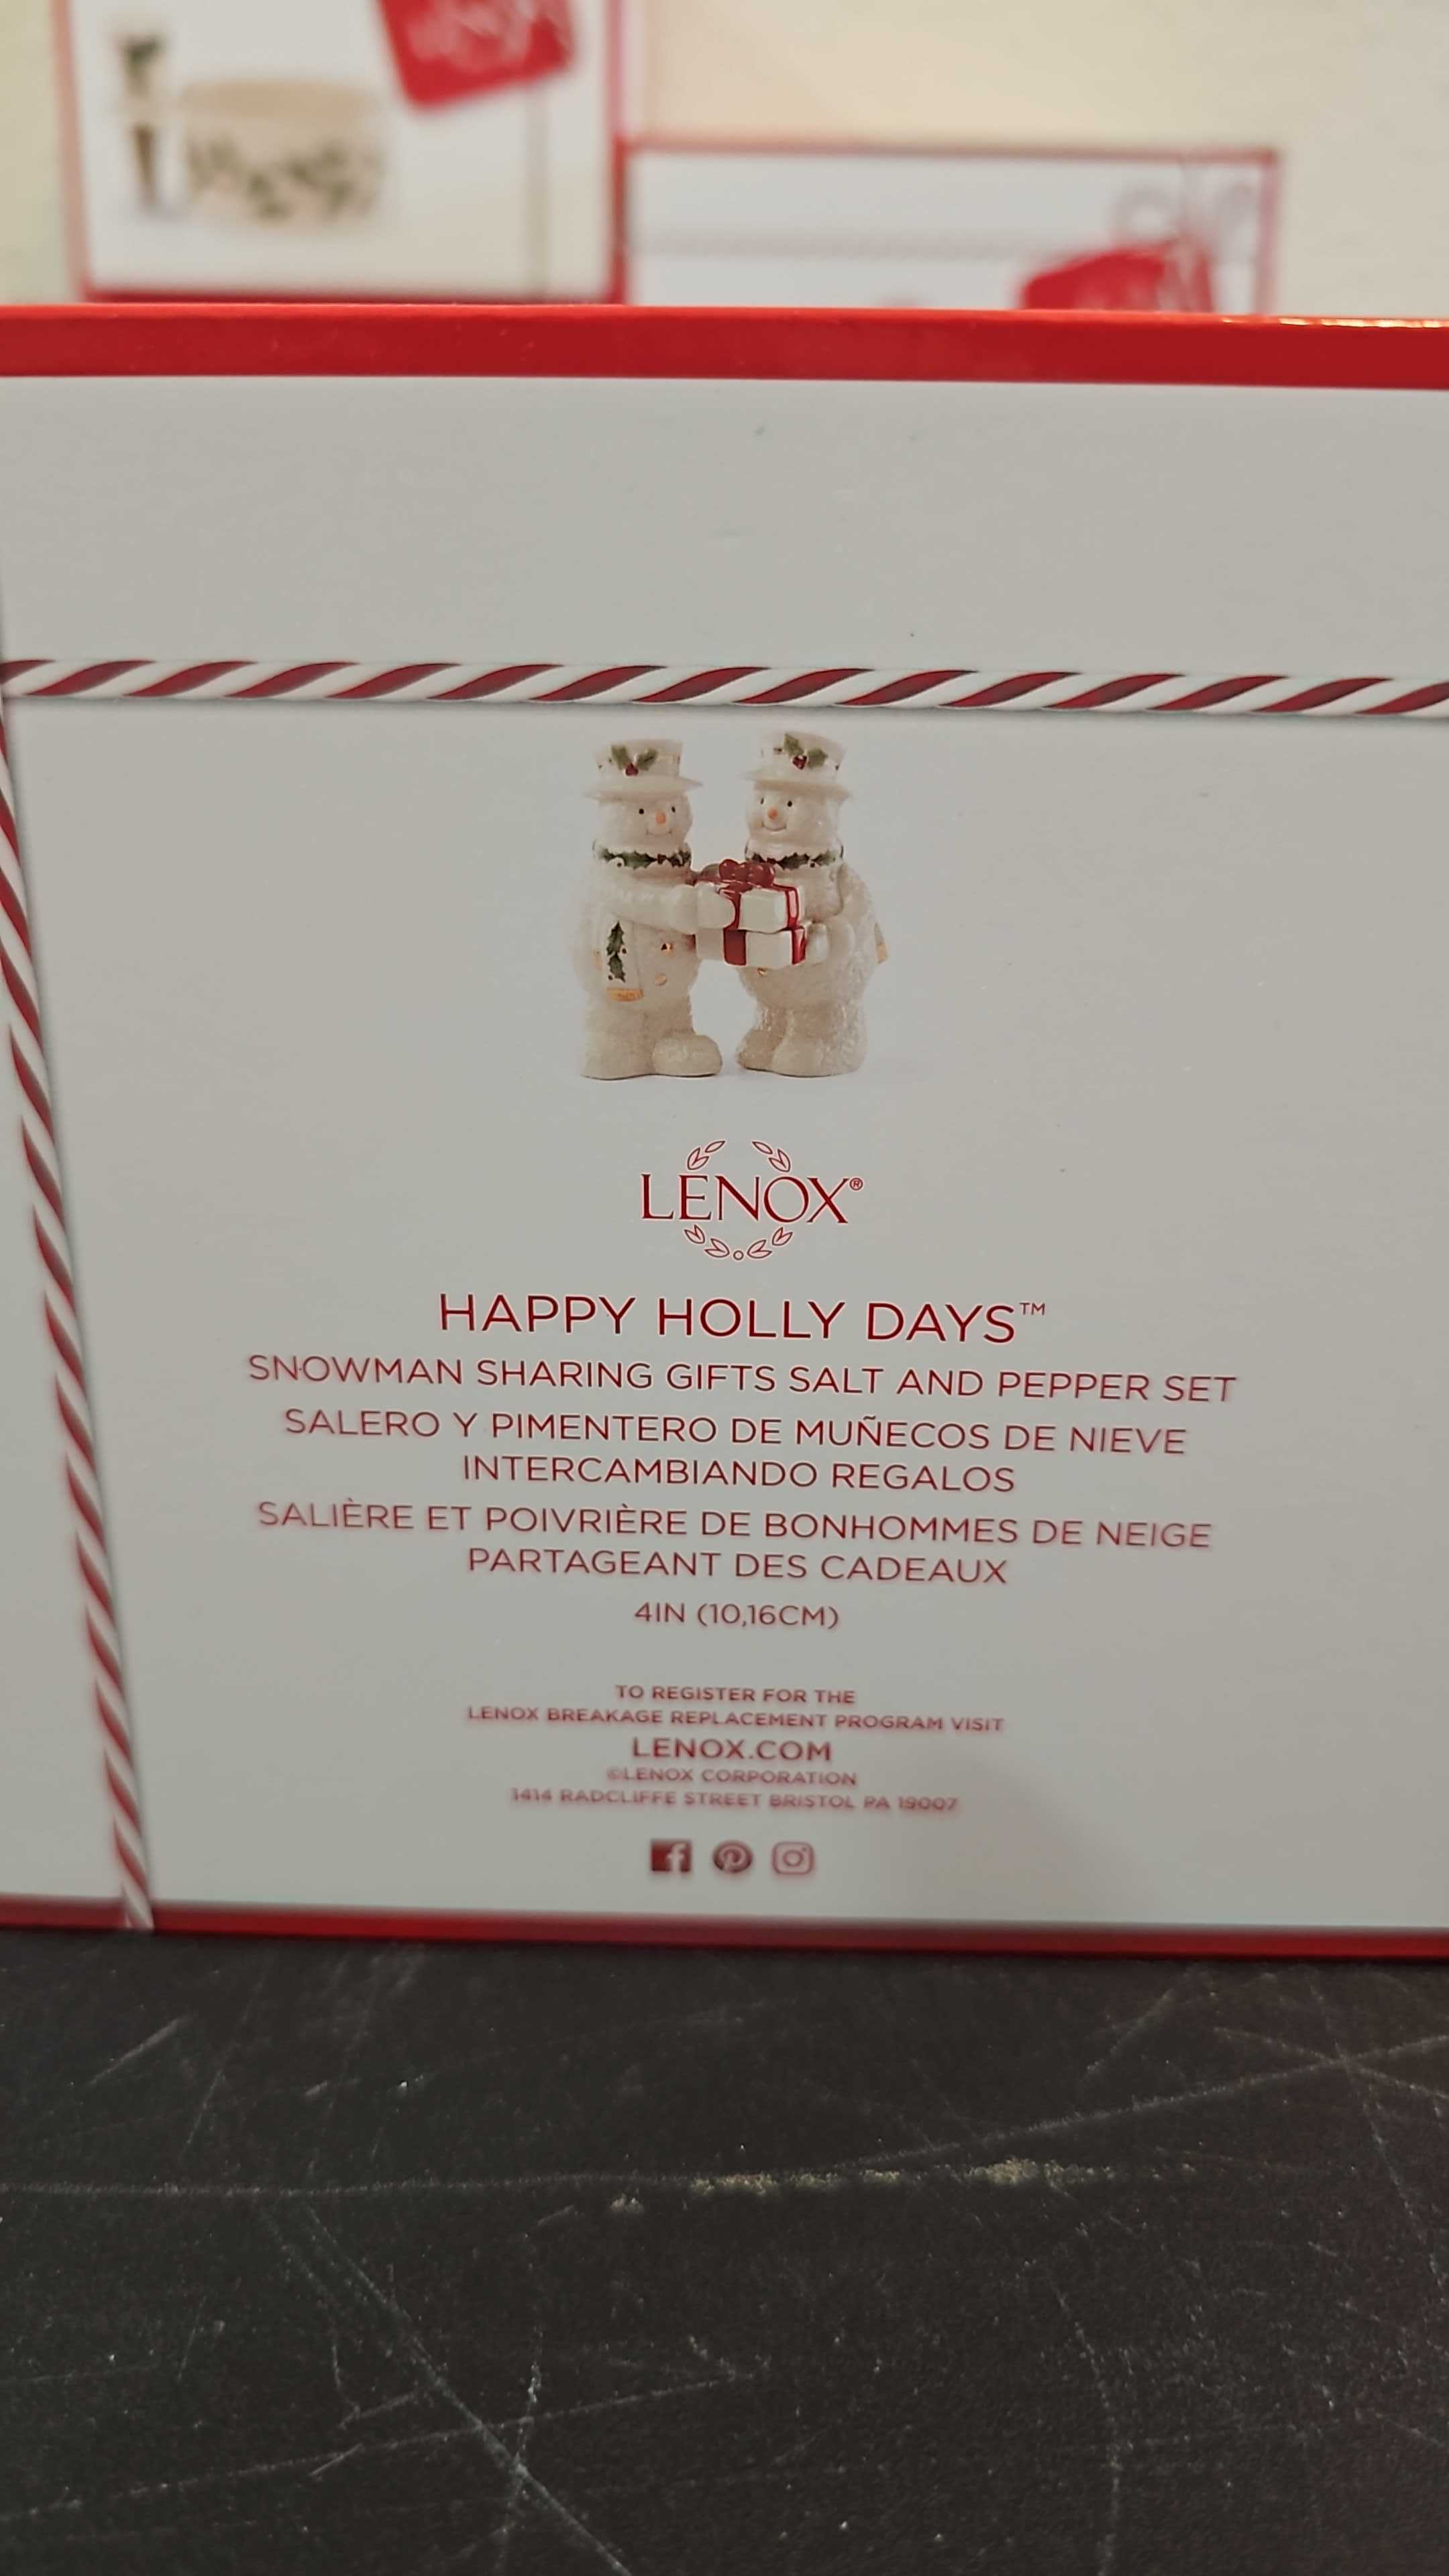 LENOX®
HAPPY HOLLY DAYS™
SNOWMAN SHARING GIFTS SALT AND PEPPER SET
SALERO Y PIMENTERO DE MUÑECOS DE NIEVE
INTERCAMBIANDO REGALOS
SALIÈRE ET POIVRIÈRE DE BONHOMMES DE NEIGE
PARTAGEANT DES CADEAUX
4IN (10,16CM)
TO REGISTER FOR THE
LENOX BREAKAGE REPLACEMENT PROGRAM VISIT
LENOX.COM
©LENOX CORPORATION
1414 RADCLIFFE STREET BRISTOL PA 19007